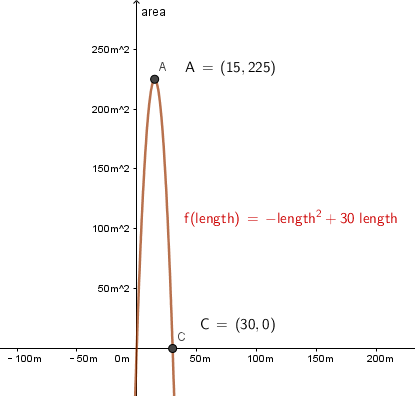 area
250m^2
A
A = (15, 225)
200m^2
150m^2
f(length) = −length² + 30 length
100m^2
50m^2
C = (30, 0)
C
-100m -50m 0m 50m 100m 150m 200m